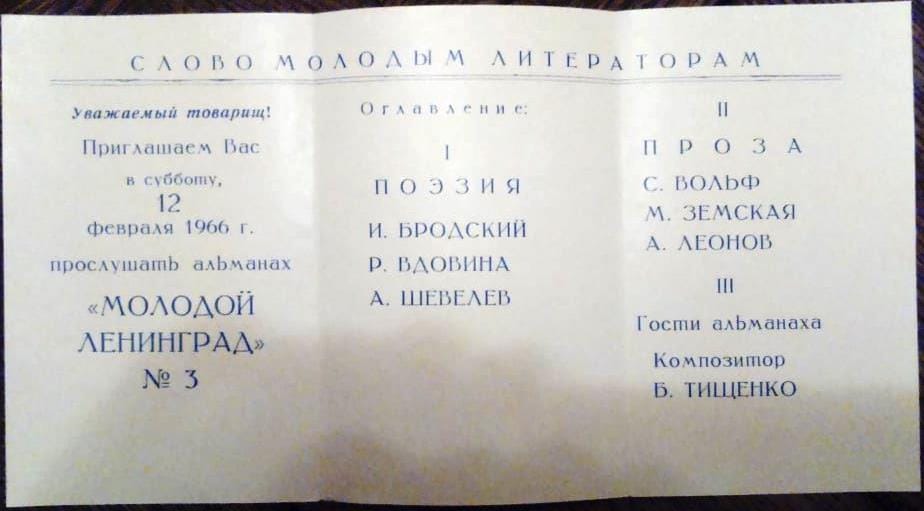 СЛОВО МОЛОДЫМ ЛИТЕРАТОРАМ
Уважаемый товарищ!
Приглашаем Вас
в субботу,
12
февраля 1966 г.
прослушать альманах
«МОЛОДОЙ
ЛЕНИНГРАД»
№ 3
Оглавление:
I
ПОЭЗИЯ
И. БРОДСКИЙ
Р. ВДОВИНА
А. ШЕВЕЛЕВ
II
ПРОЗА
С. ВОЛЬФ
М. ЗЕМСКАЯ
А. ЛЕОНОВ
III
Гости альманаха
Композитор
Б. ТИЩЕНКО